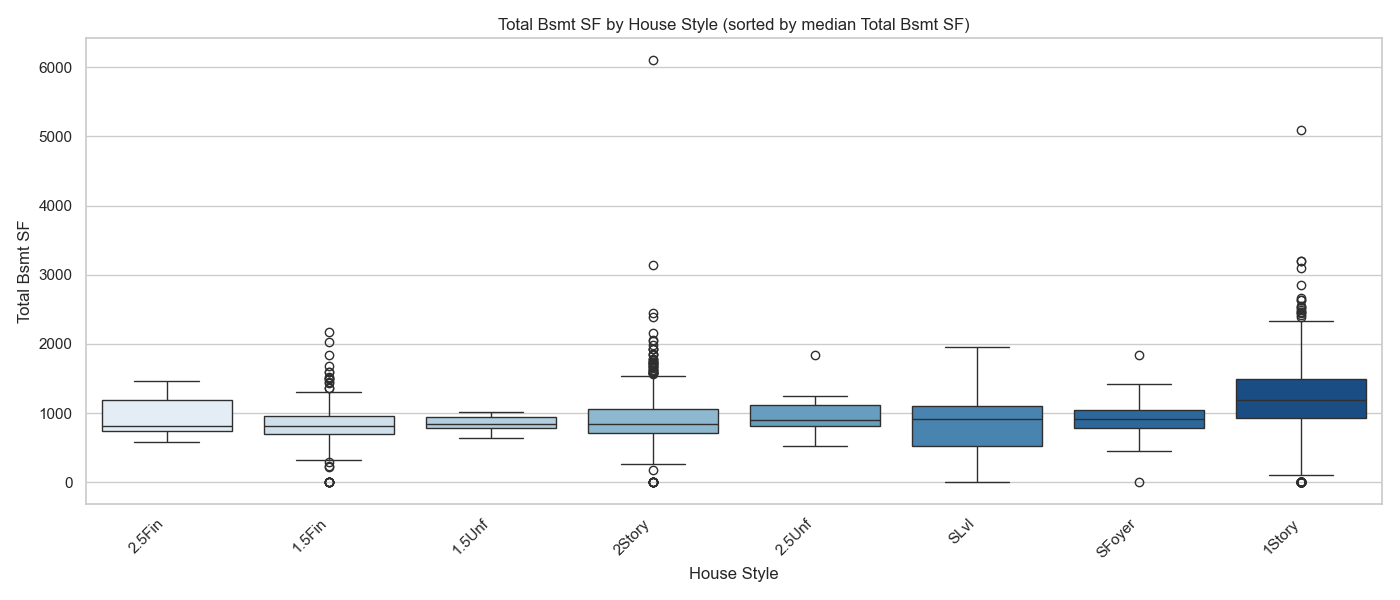 Total Bsmt SF by House Style (sorted by median Total Bsmt SF)
Total Bsmt SF
6000
5000
4000
3000
2000
1000
0
2.5Fin
1.5Fin
1.5Unf
2Story
2.5Unf
SLvl
SFoyer
1Story
House Style